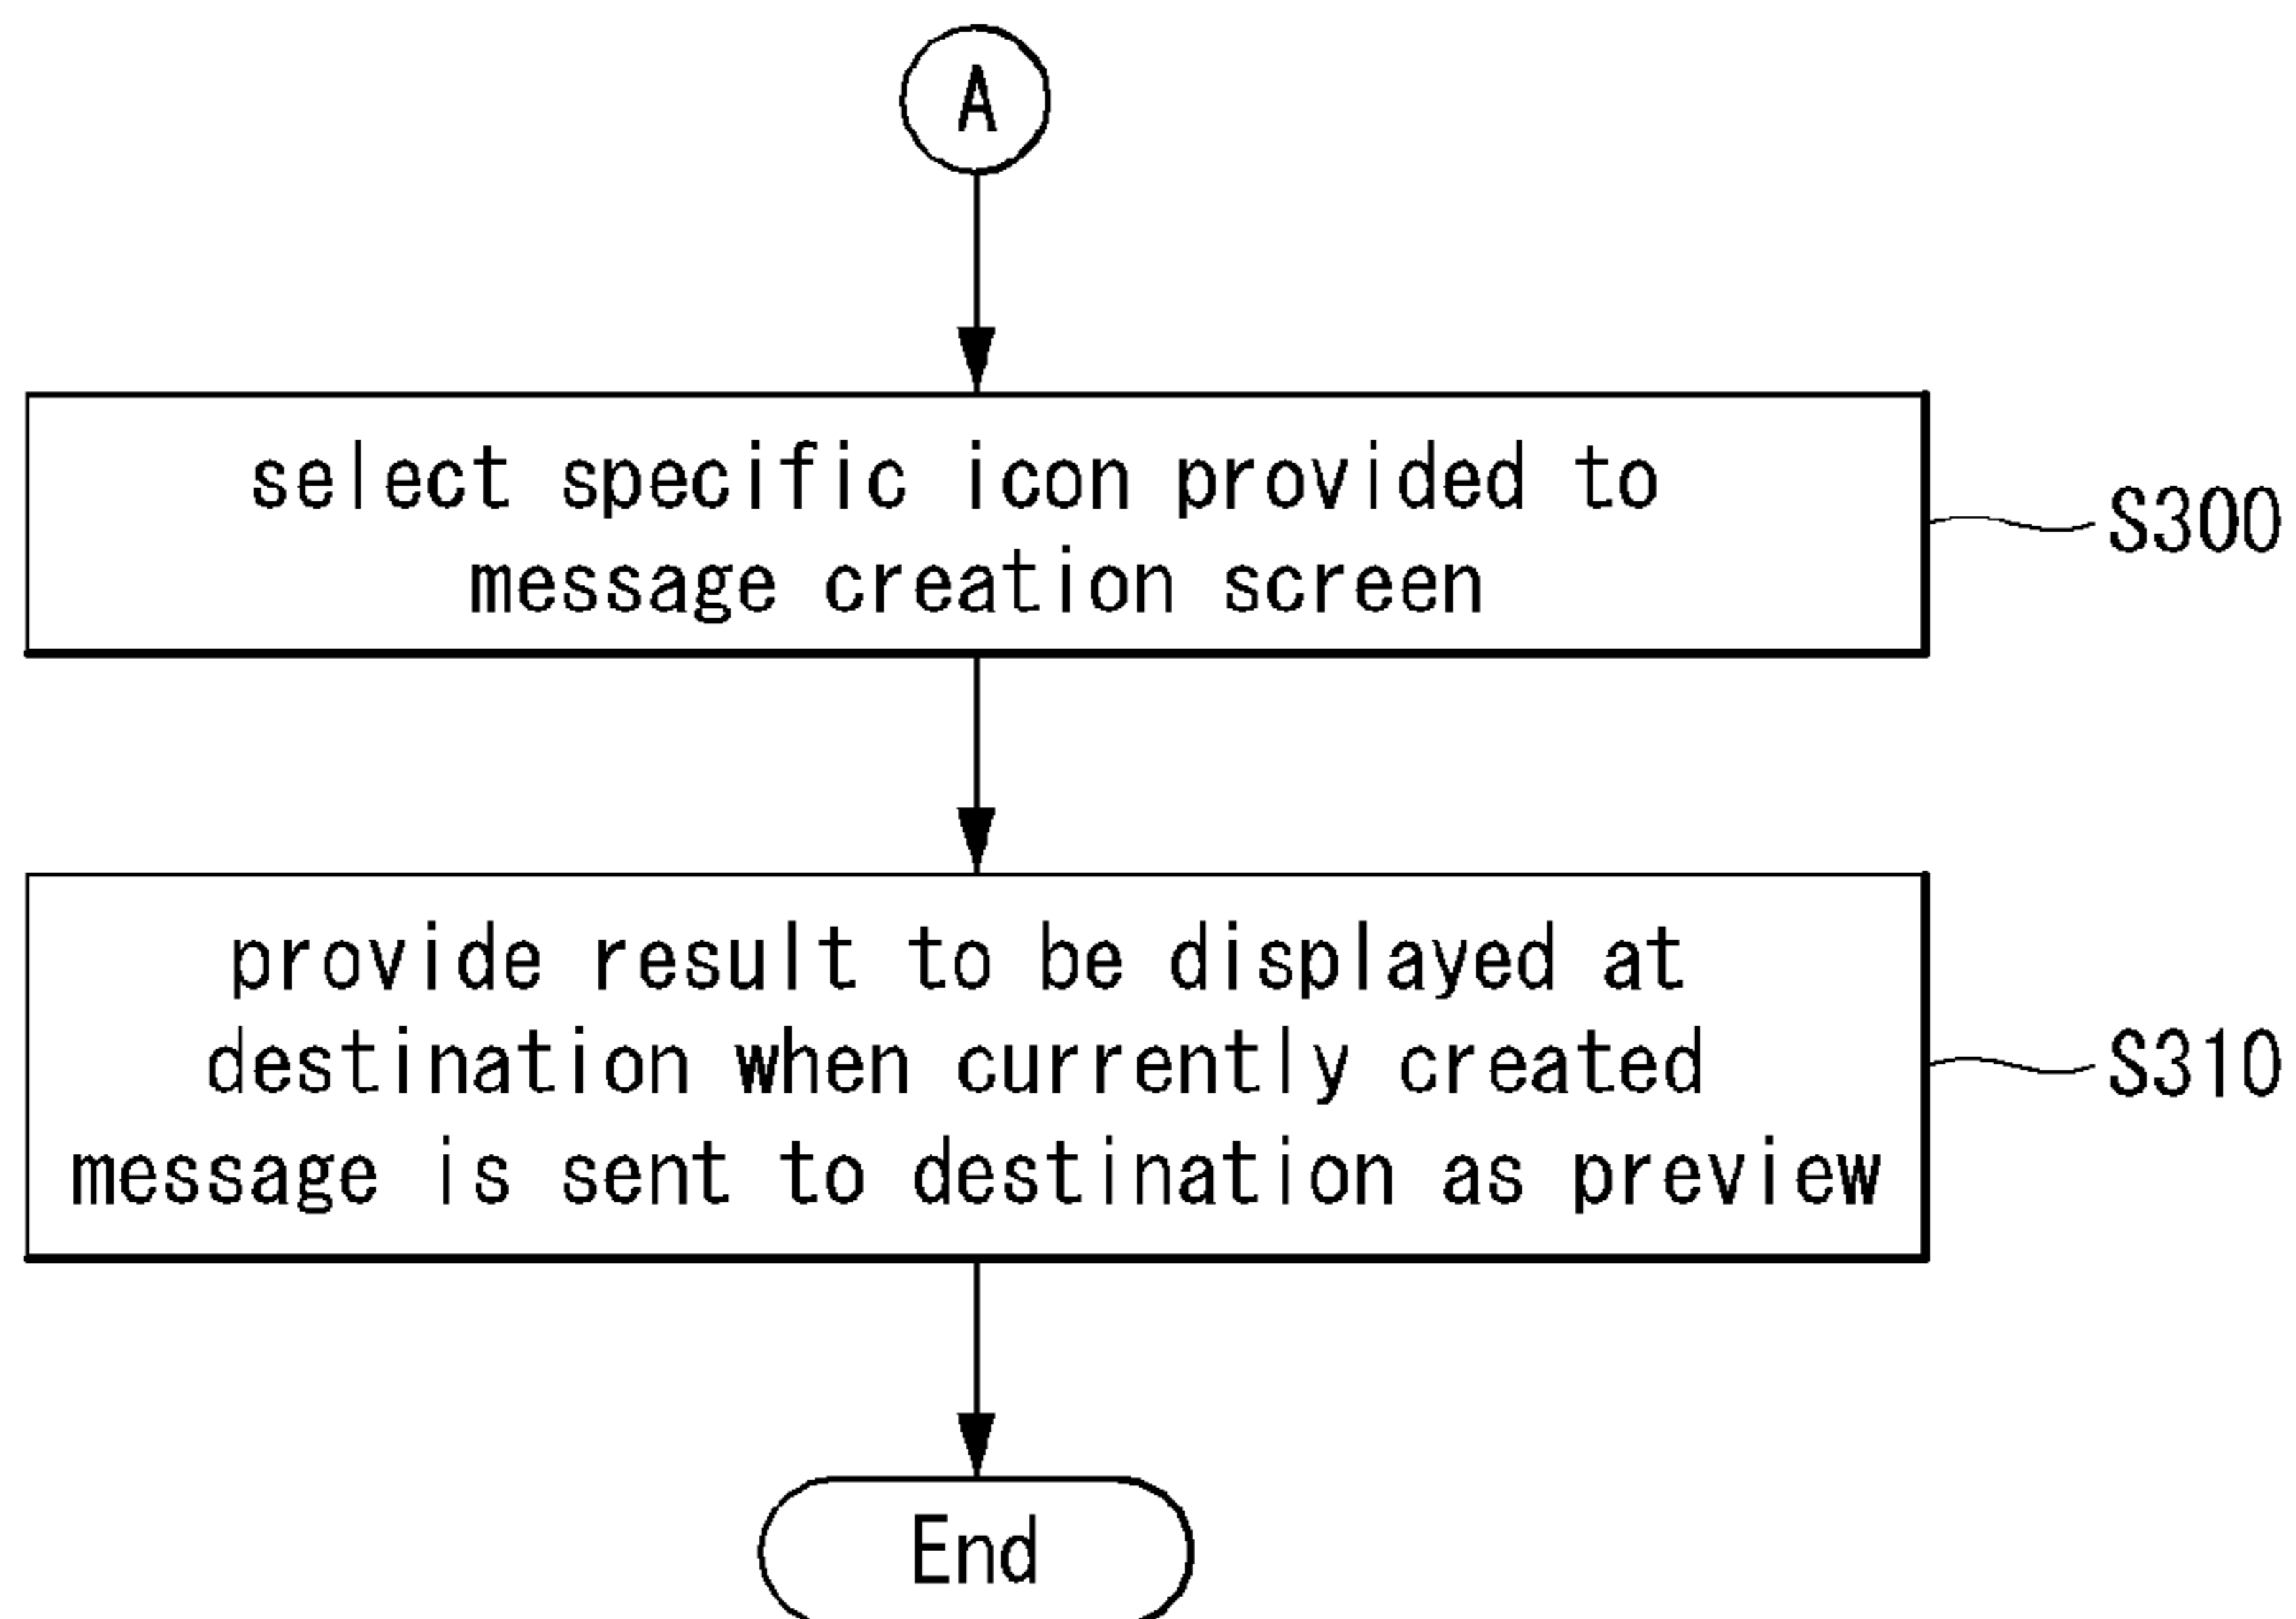 A
select specific icon provided to
message creation screen
S300
provide result to be displayed at
destination when currently created
message is sent to destination as preview
S310
End